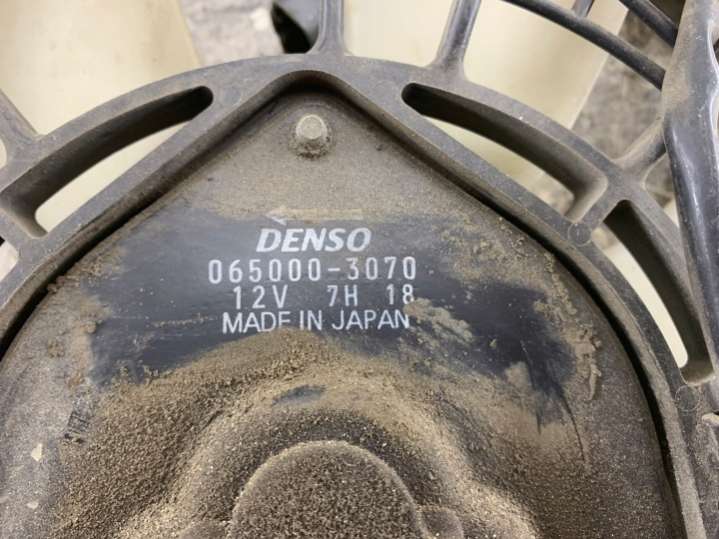 DENSO
065000-3070
12V 7H 18
MADE IN JAPAN